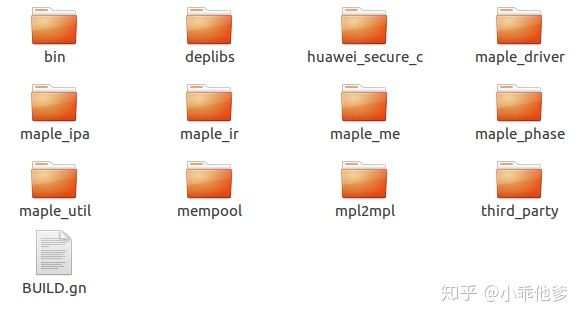 bin deplibs huawei_secure_c maple_driver
maple_ipa maple_ir maple_me maple_phase
maple_util mempool mpl2mpl third_party
BUILD.gn
知乎 @小乖他爹